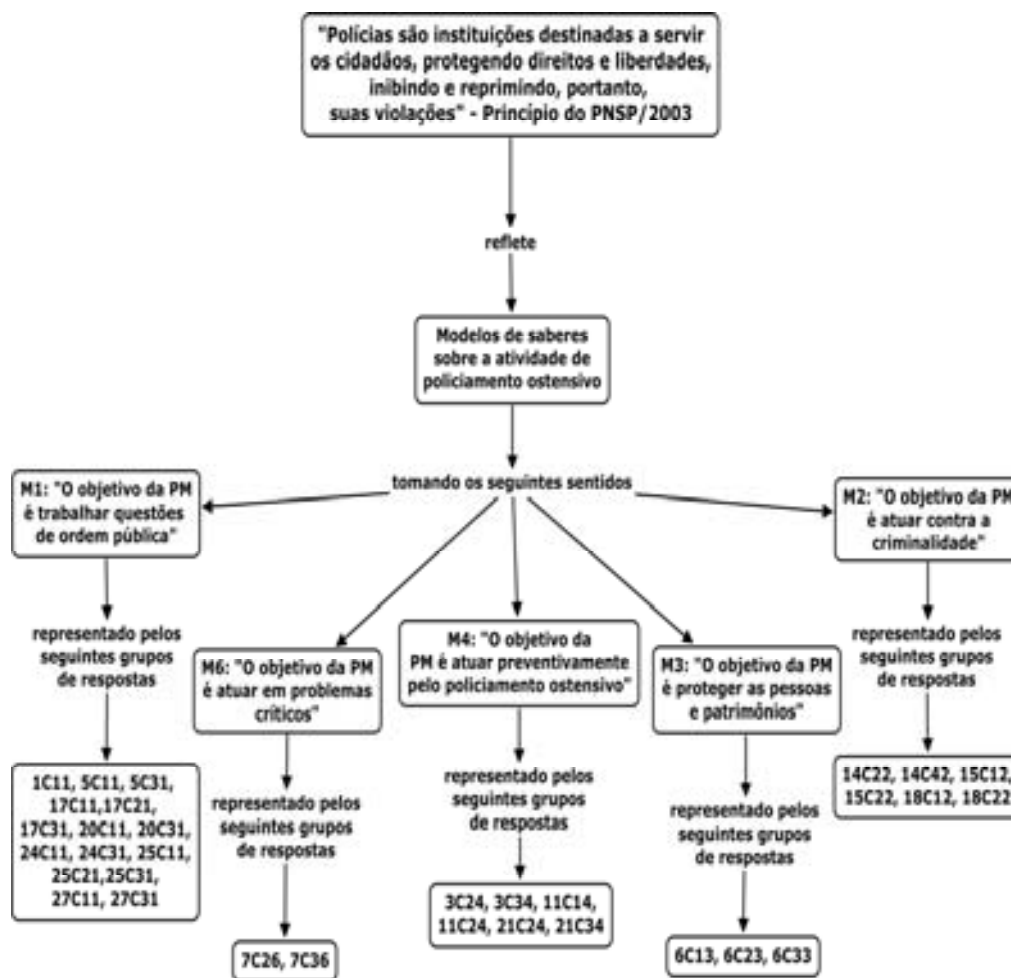 "Polícias são instituições destinadas a servir
os cidadãos, protegendo direitos e liberdades,
inibindo e reprimindo, portanto,
suas violações" - Princípio do PNSP/2003
reflete
Modelos de saberes
sobre a atividade de
policiamento ostensivo
tomando os seguintes sentidos
M1: "O objetivo da PM
é trabalhar questões
de ordem pública"
representado pelos
seguintes grupos
de respostas
1C11, 5C11, 5C31,
17C11,17C21,
17C31, 20C11, 20C31,
24C11, 24C31, 25C11,
25C21,25C31,
27C11, 27C31
M6: "O objetivo da PM
é atuar em problemas
críticos"
representado pelos
seguintes grupos
de respostas
7C26, 7C36
M4: "O objetivo da
PM é atuar preventivamente
pelo policiamento ostensivo"
representado pelos
seguintes grupos
de respostas
3C24, 3C34, 11C14,
11C24, 21C24, 21C34
M3: "O objetivo da PM
é proteger as pessoas
e patrimônios"
representado pelos
seguintes grupos
de respostas
6C13, 6C23, 6C33
M2: "O objetivo da PM
é atuar contra a
criminalidade"
representado pelos
seguintes grupos
de respostas
14C22, 14C42, 15C12,
15C22, 18C12, 18C22